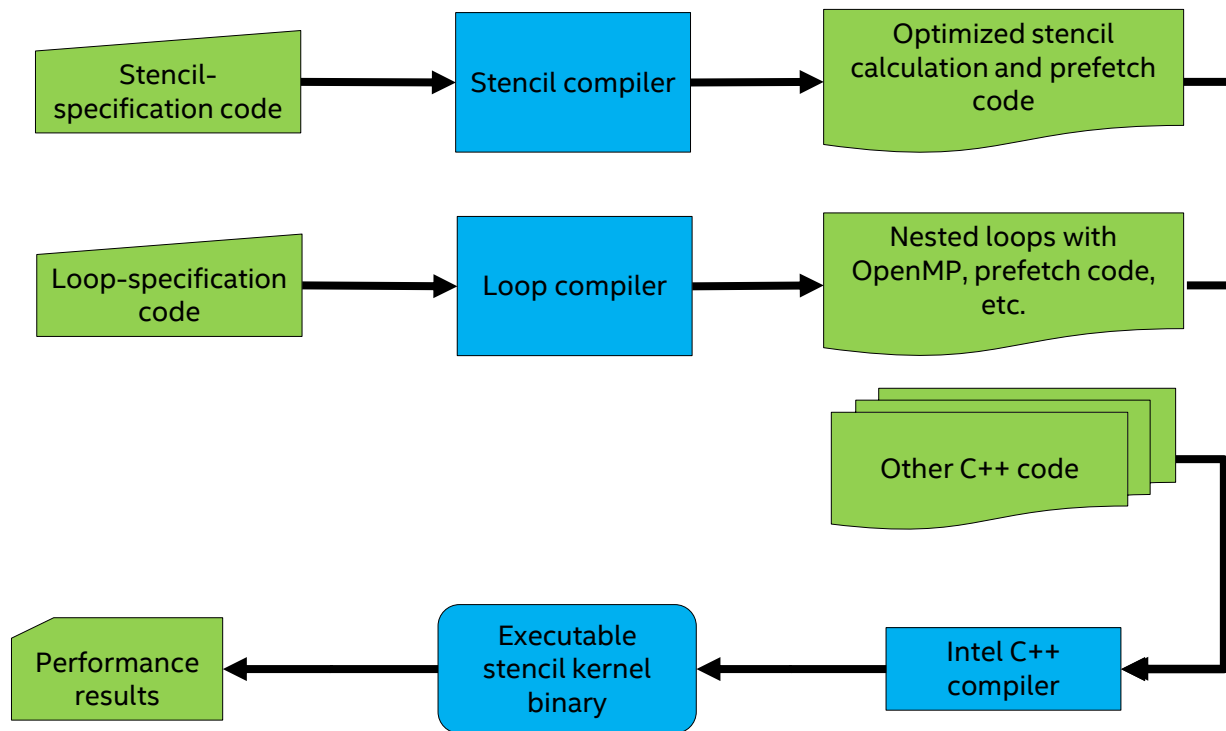 Stencil-
specification code
Stencil compiler
Optimized stencil
calculation and prefetch
code
Loop-specification
code
Loop compiler
Nested loops with
OpenMP, prefetch code,
etc.
Other C++ code
Performance
results
Executable
stencil kernel
binary
Intel C++
compiler